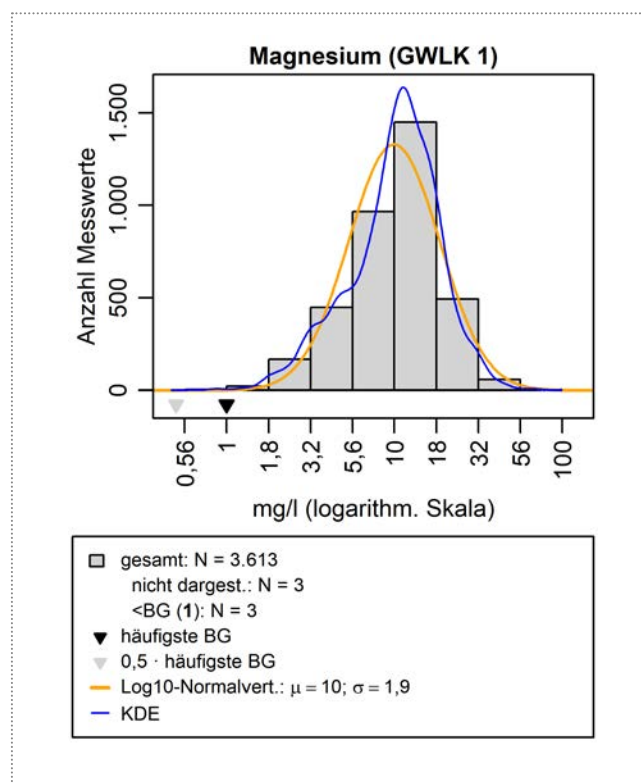 Magnesium (GWLK 1)
Anzahl Messwerte
1.500
1.000
500
0
0,56
1
1,8
3,2
5,6
10
18
32
56
100
mg/l (logarithm. Skala)
gesamt: N = 3.613
nicht dargest.: N = 3
<BG (1): N = 3
häufigste BG
0,5 · häufigste BG
Log10-Normalvert.: μ = 10; σ = 1,9
KDE